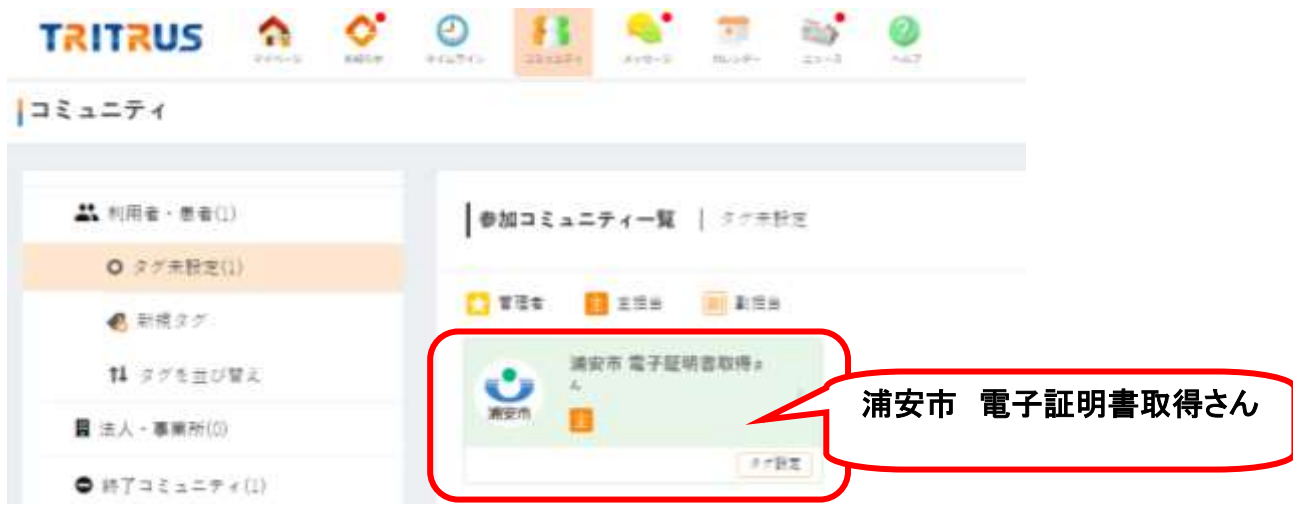 TRITRUS
マイページ
お知らせ
タイムライン
コミュニティ
メッセージ
カレンダー
ニュース
ヘルプ
コミュニティ
利用者・患者(1)
タグ未設定(1)
新規タグ
タグを並び替え
法人・事業所(0)
終了コミュニティ(1)
参加コミュニティ一覧 | タグ未設定
管理者 主 主担当 副 副担当
浦安市 電子証明書取得さ
ん
浦安市
主
タグ設定
浦安市 電子証明書取得さん